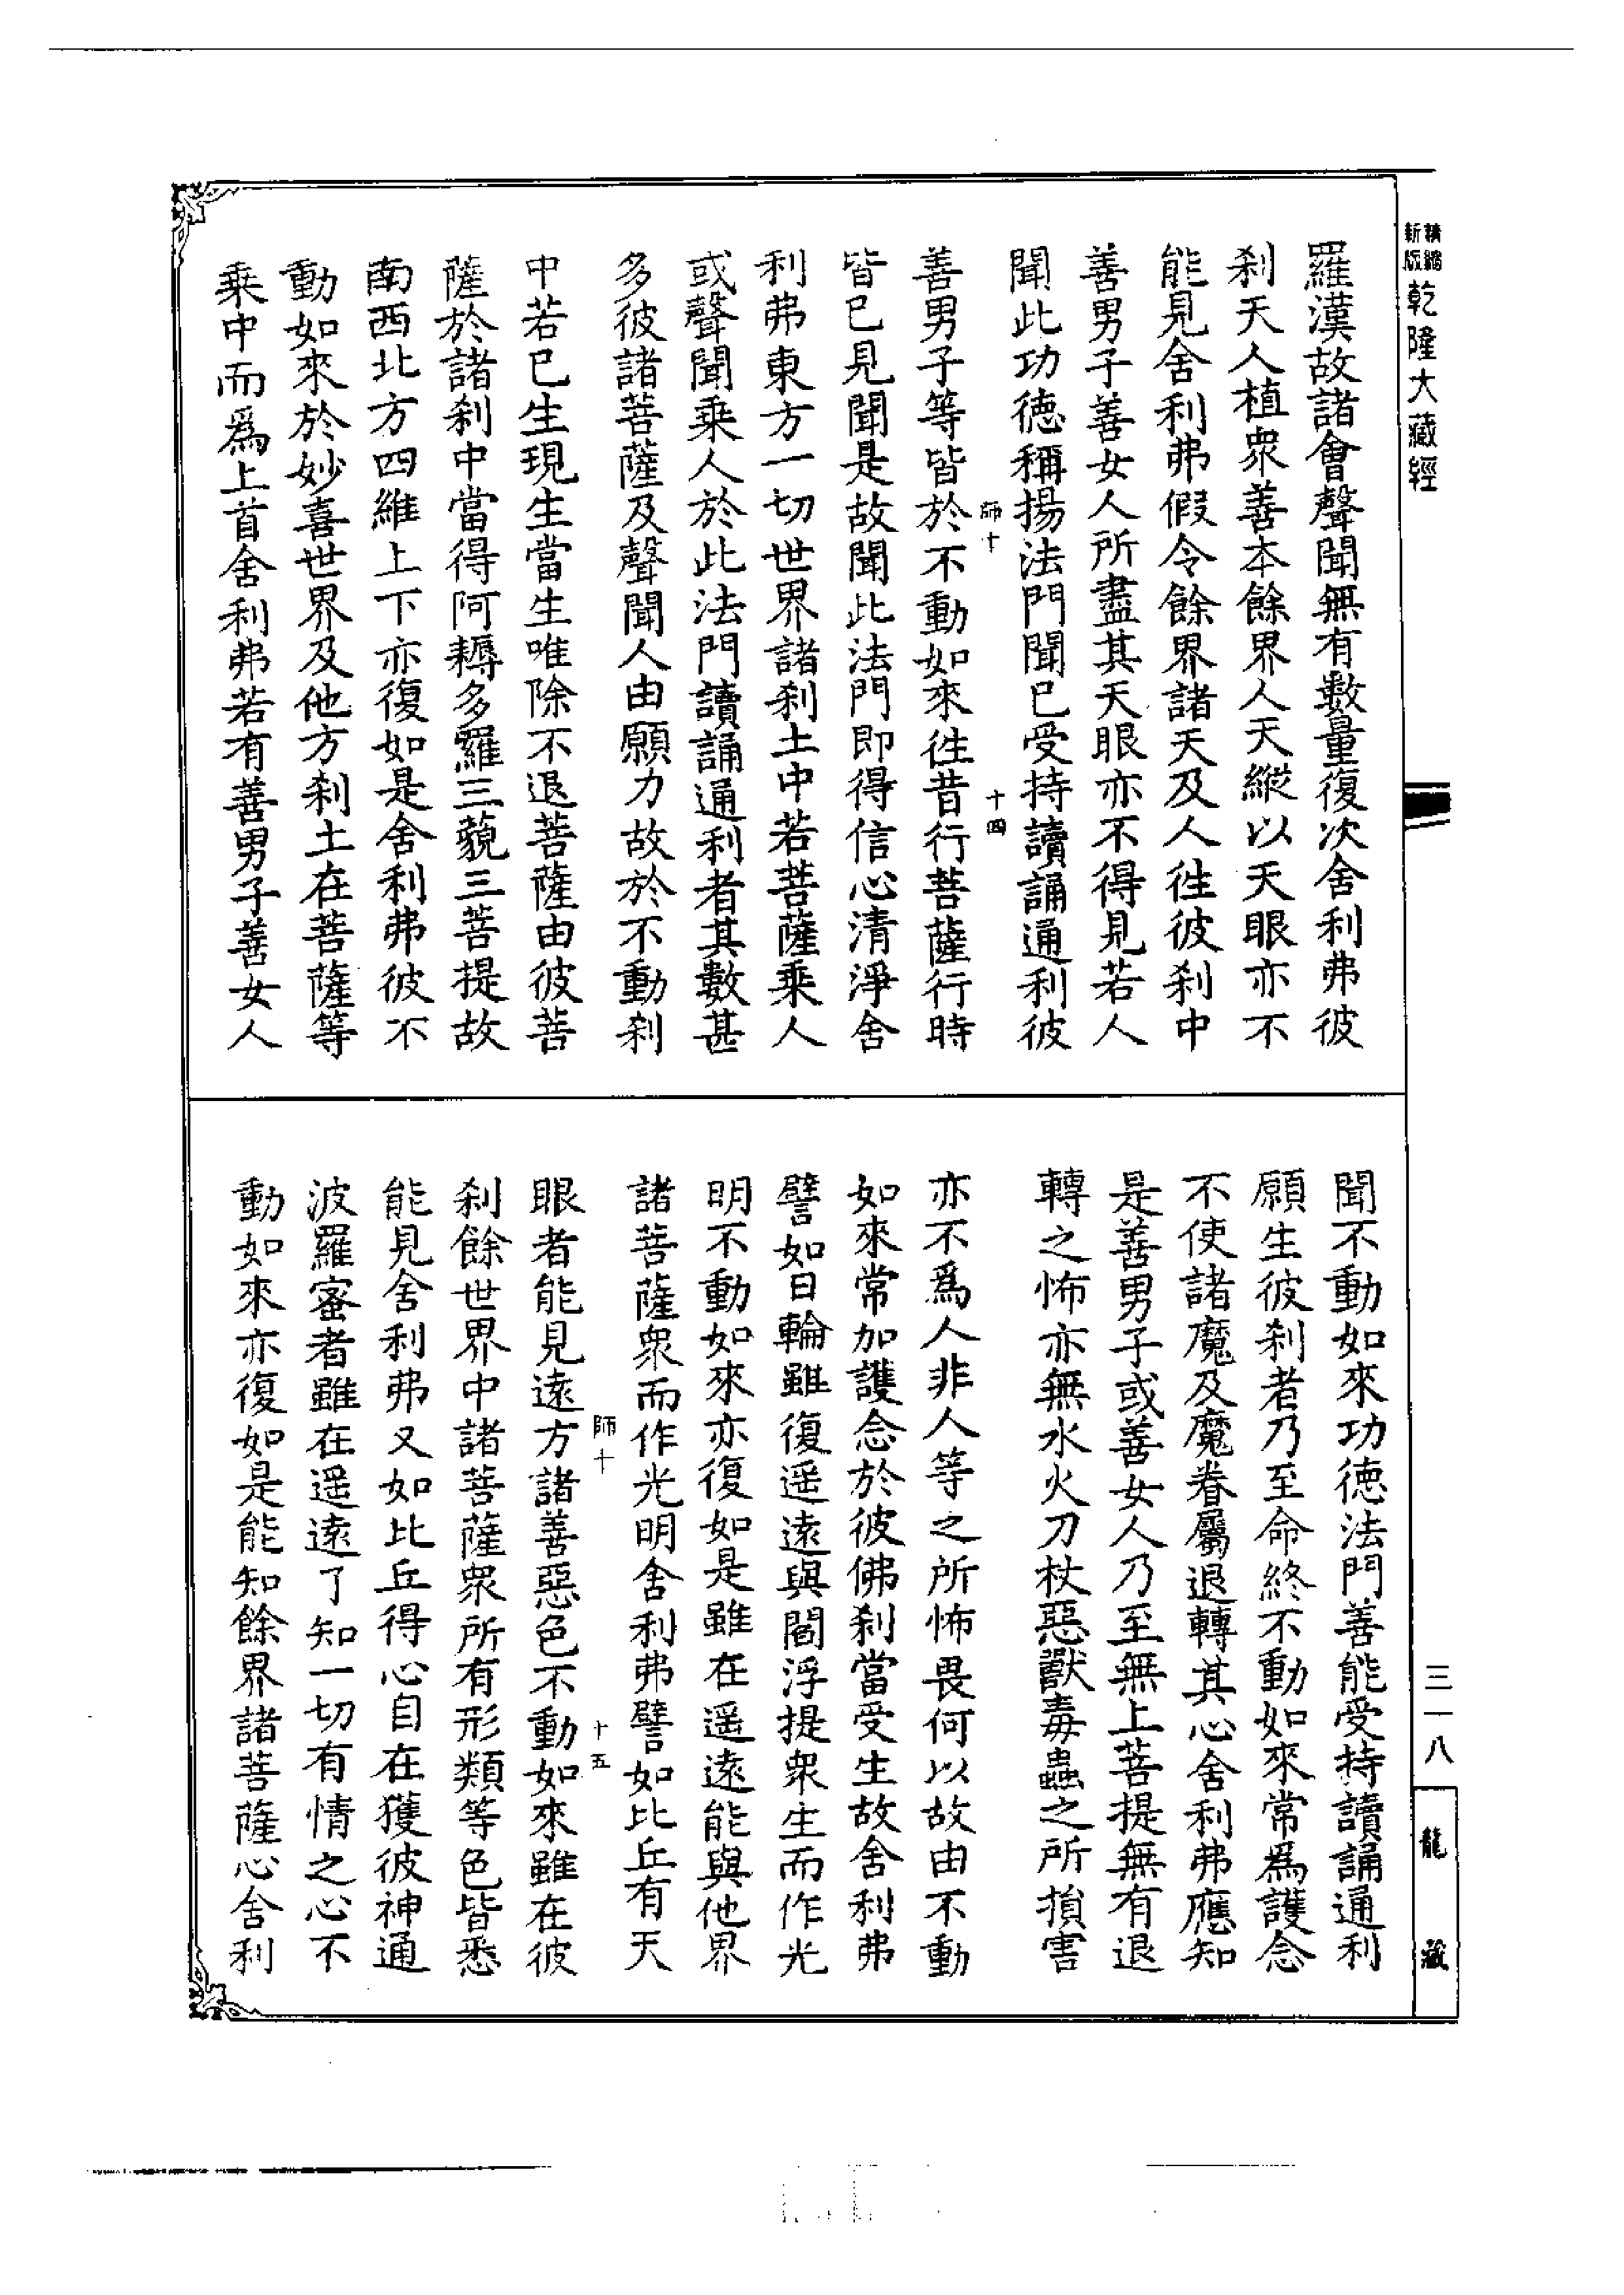 精縮新版乾隆大藏經
羅漢故諸會聲聞無有數量復次舍利弗彼
刹天人植衆善本餘界人天縱以天眼亦不
能見舍利弗假令餘界諸天及人徃彼刹中
善男子善女人所盡其天眼亦不得見若人
聞此功徳稱揚法門聞已受持讀誦通利彼
師十
十四
善男子等皆於不動如來徃昔行菩薩行時
皆已見聞是故聞此法門即得信心清淨舍
利弗東方一切世界諸刹土中若菩薩乘人
或聲聞乘人於此法門讀誦通利者其數甚
多彼諸菩薩及聲聞人由願力故於不動刹
中若已生現生當生唯除不退菩薩由彼菩
薩於諸刹中當得阿耨多羅三藐三菩提故
南西北方四維上下亦復如是舍利弗彼不
動如來於妙喜世界及他方刹土在菩薩等
乘中而爲上首舍利弗若有善男子善女人
聞不動如來功徳法門善能受持讀誦通利
願生彼刹者乃至命終不動如來常爲護念
不使諸魔及魔眷屬退轉其心舍利弗應知
是善男子或善女人乃至無上菩提無有退
轉之怖亦無水火刀杖惡獸毒蟲之所損害
亦不爲人非人等之所怖畏何以故由不動
如來常加護念於彼佛刹當受生故舍利弗
譬如日輪雖復遥遠與閻浮提衆生而作光
明不動如來亦復如是雖在遥遠能與他界
諸菩薩衆而作光明舍利弗譬如比丘有天
師十
十五
眼者能見遠方諸善惡色不動如來雖在彼
刹餘世界中諸菩薩衆所有形類等色皆悉
能見舍利弗又如比丘得心自在獲彼神通
波羅蜜者雖在遥遠了知一切有情之心不
動如來亦復如是能知餘界諸菩薩心舍利
三一八
龍藏